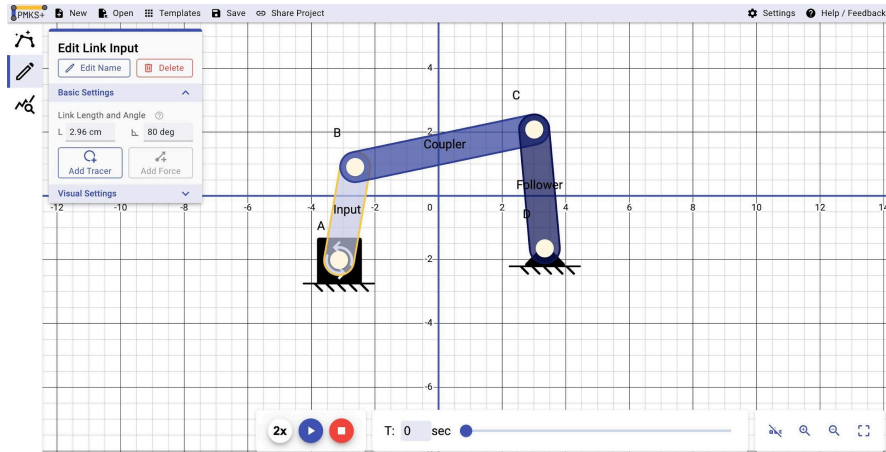 PMKS+ New Open Templates Save Share Project Settings Help / Feedback
Edit Link Input
Edit Name Delete
Basic Settings
Link Length and Angle
L 2.96 cm 80 deg
Add Tracer Add Force
Visual Settings
C
B
Coupler
Follower
Input
D
A
4
2
-12 -10 -8 -6 -4 -2 0 2 4 6 8 10 12 14
-2
-4
-6
2x T: 0 sec